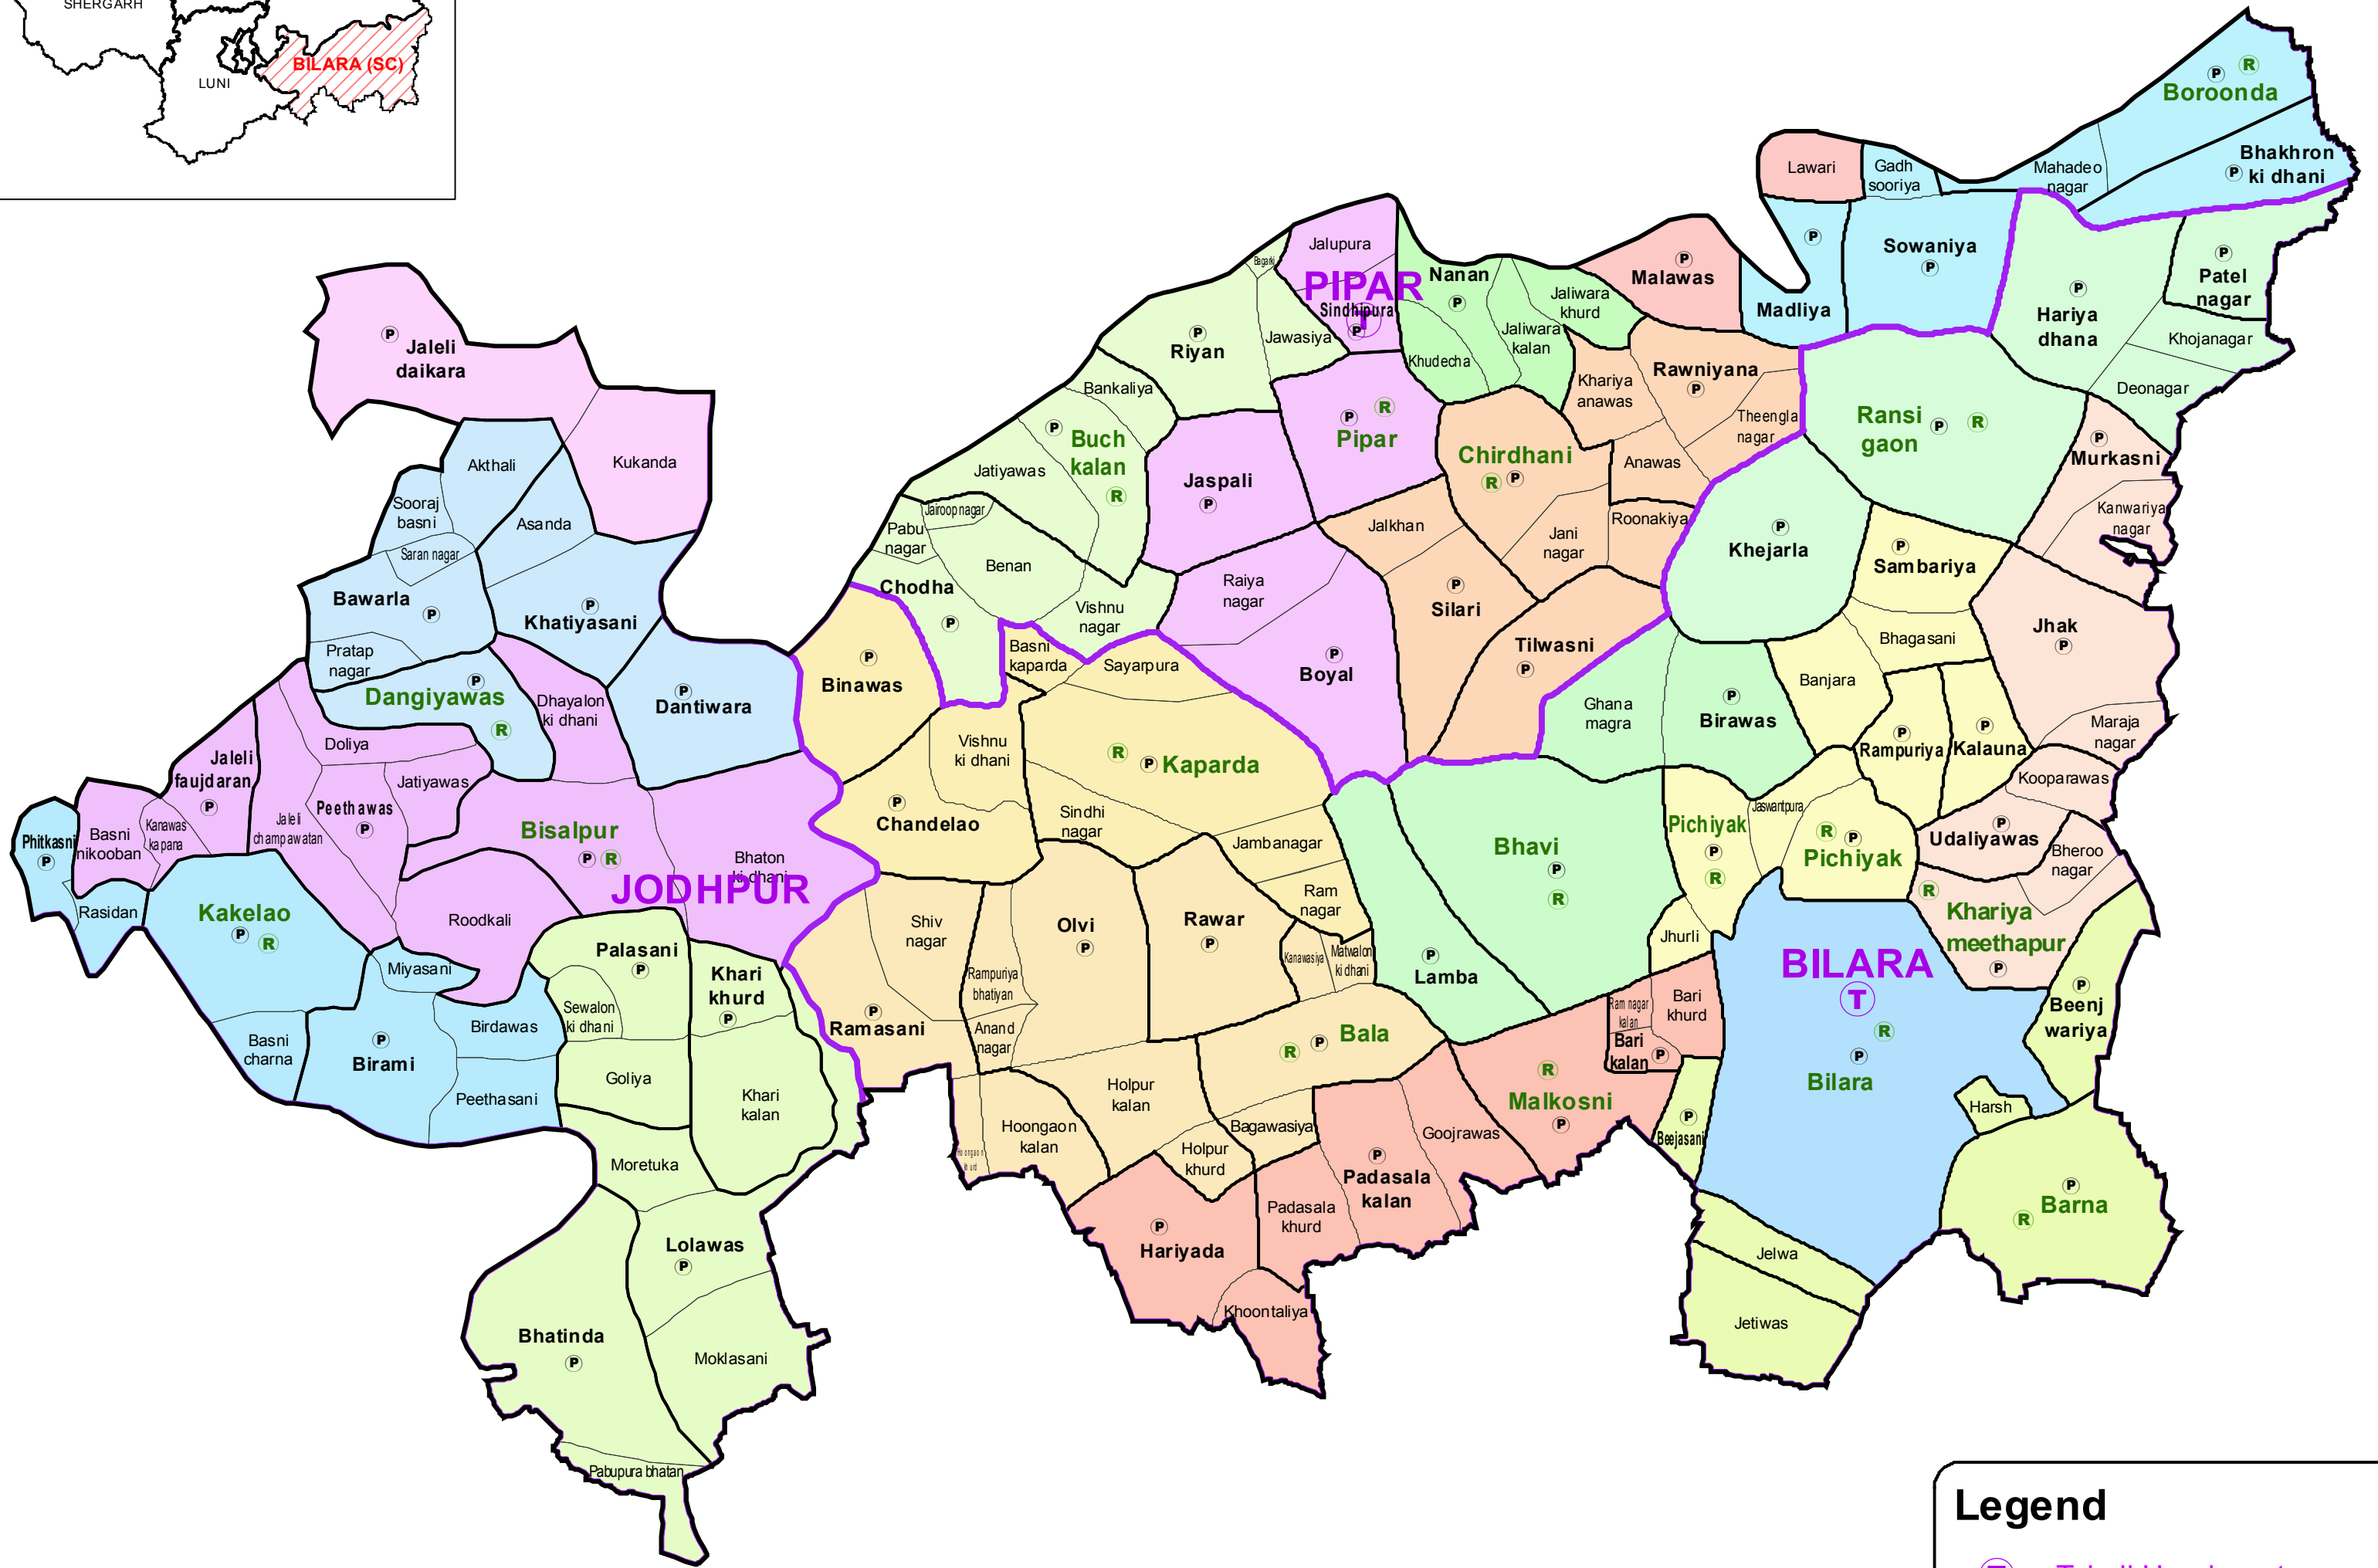 SHERGARH
LUNI
BILARA (SC)
P
R
Boroonda
Bhakhron
P
ki dhani
Mahadeo
nagar
Lawari
Gadh
sooriya
P
Madliya
Sowaniya
P
P
Hariya
dhana
P
Patel
nagar
Khojanagar
Deonagar
Jalupura
PIPAR
Sindhipura
T
P
Nanan
P
Jaliwara
khurd
Jaliwara
kalan
Khudecha
P
Malawas
Bagarki
P
Riyan
Jawasiya
Bankaliya
P
Buch
kalan
R
Jatiyawas
Jairoop nagar
Pabu
nagar
Benan
Chodha
P
Vishnu
nagar
Jaspali
P
P
R
Pipar
Chirdhani
R
P
Khariya
anawas
Rawniyana
P
Theengla
nagar
Anawas
Roonakiya
Jani
nagar
Jalkhan
P
Silari
Tilwasni
P
Raiya
nagar
P
Boyal
Ransi
gaon
P
R
P
Murkasni
Kanwariya
nagar
P
Khejarla
P
Sambariya
Bhagasani
Banjara
P
Rampuriya
P
Kalauna
Jhak
P
Maraja
nagar
Kooparawas
P
Udaliyawas
Bheroo
nagar
R
Khariya
meethapur
P
Ghana
magra
P
Birawas
Pichiyak
P
R
Jaswantpura
R
P
Pichiyak
Jhurli
Bhavi
P
R
P
Lamba
BILARA
T
R
P
Bilara
P
Beenj
wariya
Harsh
P
Barna
R
Jelwa
Jetiwas
Ram nagar
kalan
Bari
khurd
Bari
kalan
P
P
Beejasani
R
Malkosni
P
Goojrawas
P
Padasala
kalan
Padasala
khurd
P
Hariyada
Khoontaliya
P
Binawas
Basni
kaparda
Sayarpura
R
P
Kaparda
Vishnu
ki dhani
P
Chandelao
Sindhi
nagar
Jambanagar
Ram
nagar
Kanawasiya
Matwalon
ki dhani
Shiv
nagar
P
Ramasani
Olvi
P
Rampuriya
bhatiyan
Anand
nagar
Rawar
P
R
P
Bala
Holpur
kalan
Bagawasiya
Holpur
khurd
Hoongaon
kalan
Hoongaon
khurd
P
Jaleli
daikara
Kukanda
Akthali
Sooraj
basni
Saran nagar
Asanda
Bawarla
P
P
Khatiyasani
Pratap
nagar
P
Dangiyawas
R
Dhayalon
ki dhani
P
Dantiwara
Doliya
Jatiyawas
Peethawas
P
Jaleli
faujdaran
P
Jaleli
champawatan
Kanawas
kapana
Basni
nikooban
Phitkasni
P
Rasidan
Kakelao
P
R
Bisalpur
P
R
JODHPUR
Bhaton
ki dhani
Roodkali
Miyasani
Basni
charna
P
Birami
Birdawas
Peethasani
Palasani
P
Sewalon
ki dhani
Khari
khurd
P
Goliya
Khari
kalan
Moretuka
Lolawas
P
Bhatinda
P
Moklasani
Pabupura bhatan
Legend